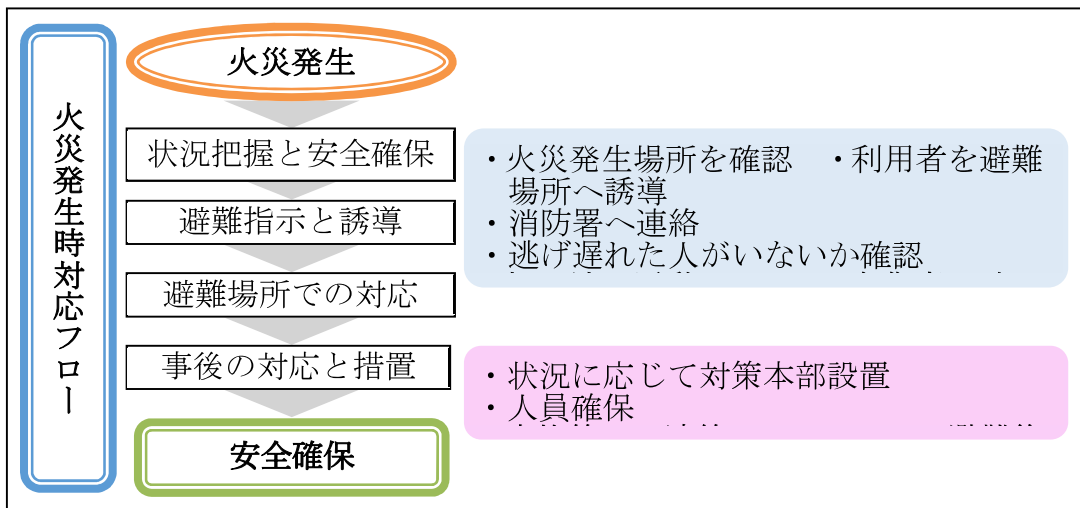 火災発生時対応フロー
火災発生
状況把握と安全確保
避難指示と誘導
避難場所での対応
事後の対応と措置
安全確保
・火災発生場所を確認　・利用者を避難
場所へ誘導
・消防署へ連絡
・逃げ遅れた人がいないか確認
・状況に応じて対策本部設置
・人員確保